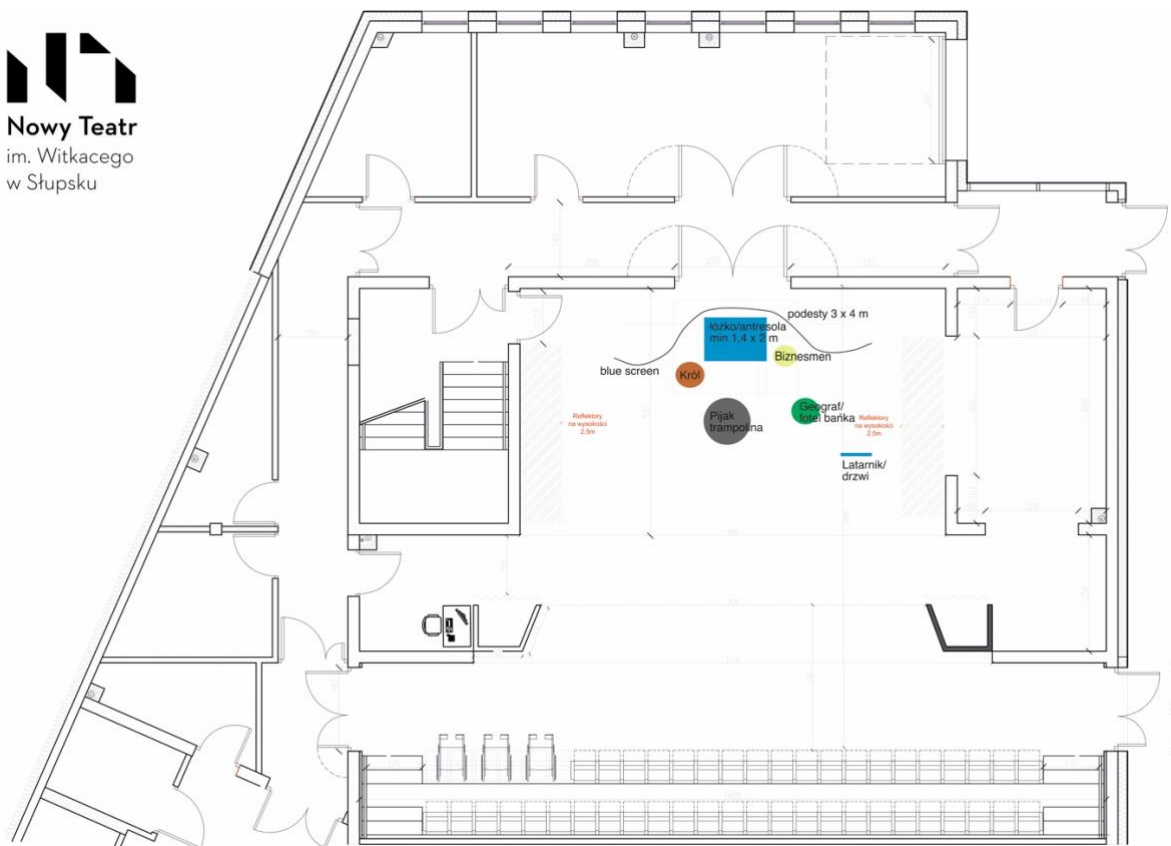 Nowy Teatr
im. Witkacego
w Słupsku
podesty 3 x 4 m
łóżko/antresola
min 1,4 x 2 m
Biznesmen
blue screen
Król
Geograf/
fotel bańka
Pijak
trampolina
Reflektory
na wysokości
2,5m
Reflektory
na wysokości
2,5m
Latarnik/
drzwi